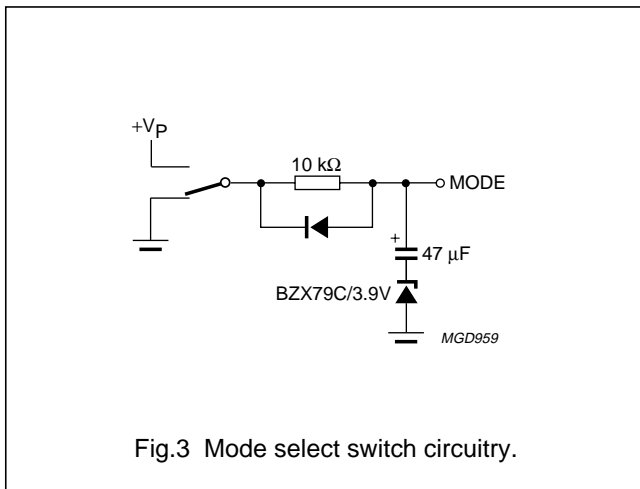 +VP
10 kΩ
MODE
+
47 µF
BZX79C/3.9V
MGD959
Fig.3 Mode select switch circuitry.